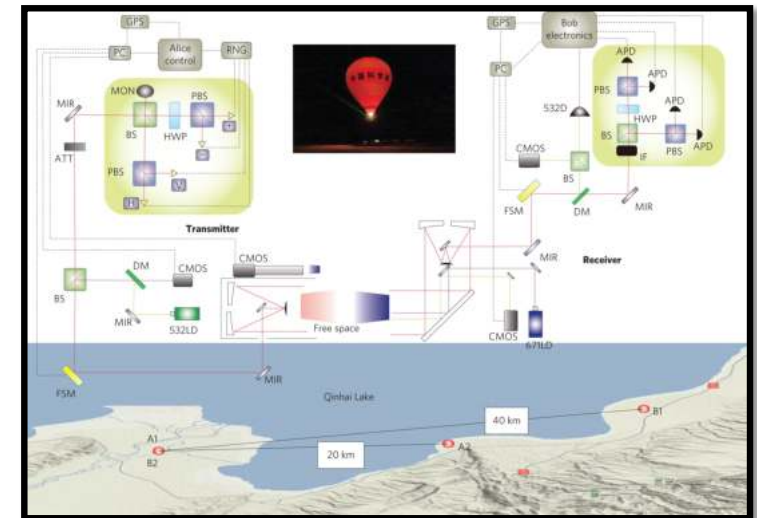 GPS
PC
Alice
control
RNG
MON
PBS
MIR
BS
HWP
ATT
PBS
H
Transmitter
BS
DM
CMOS
MIR
532LD
CMOS
FSM
MIR
Free space
GPS
PC
Bob
electronics
APD
APD
PBS
APD
HWP
532D
BS
PBS
APD
CMOS
IF
BS
FSM
DM
MIR
MIR
Receiver
CMOS
671LD
Qinhai Lake
40 km
B1
A1
A2
B2
20 km